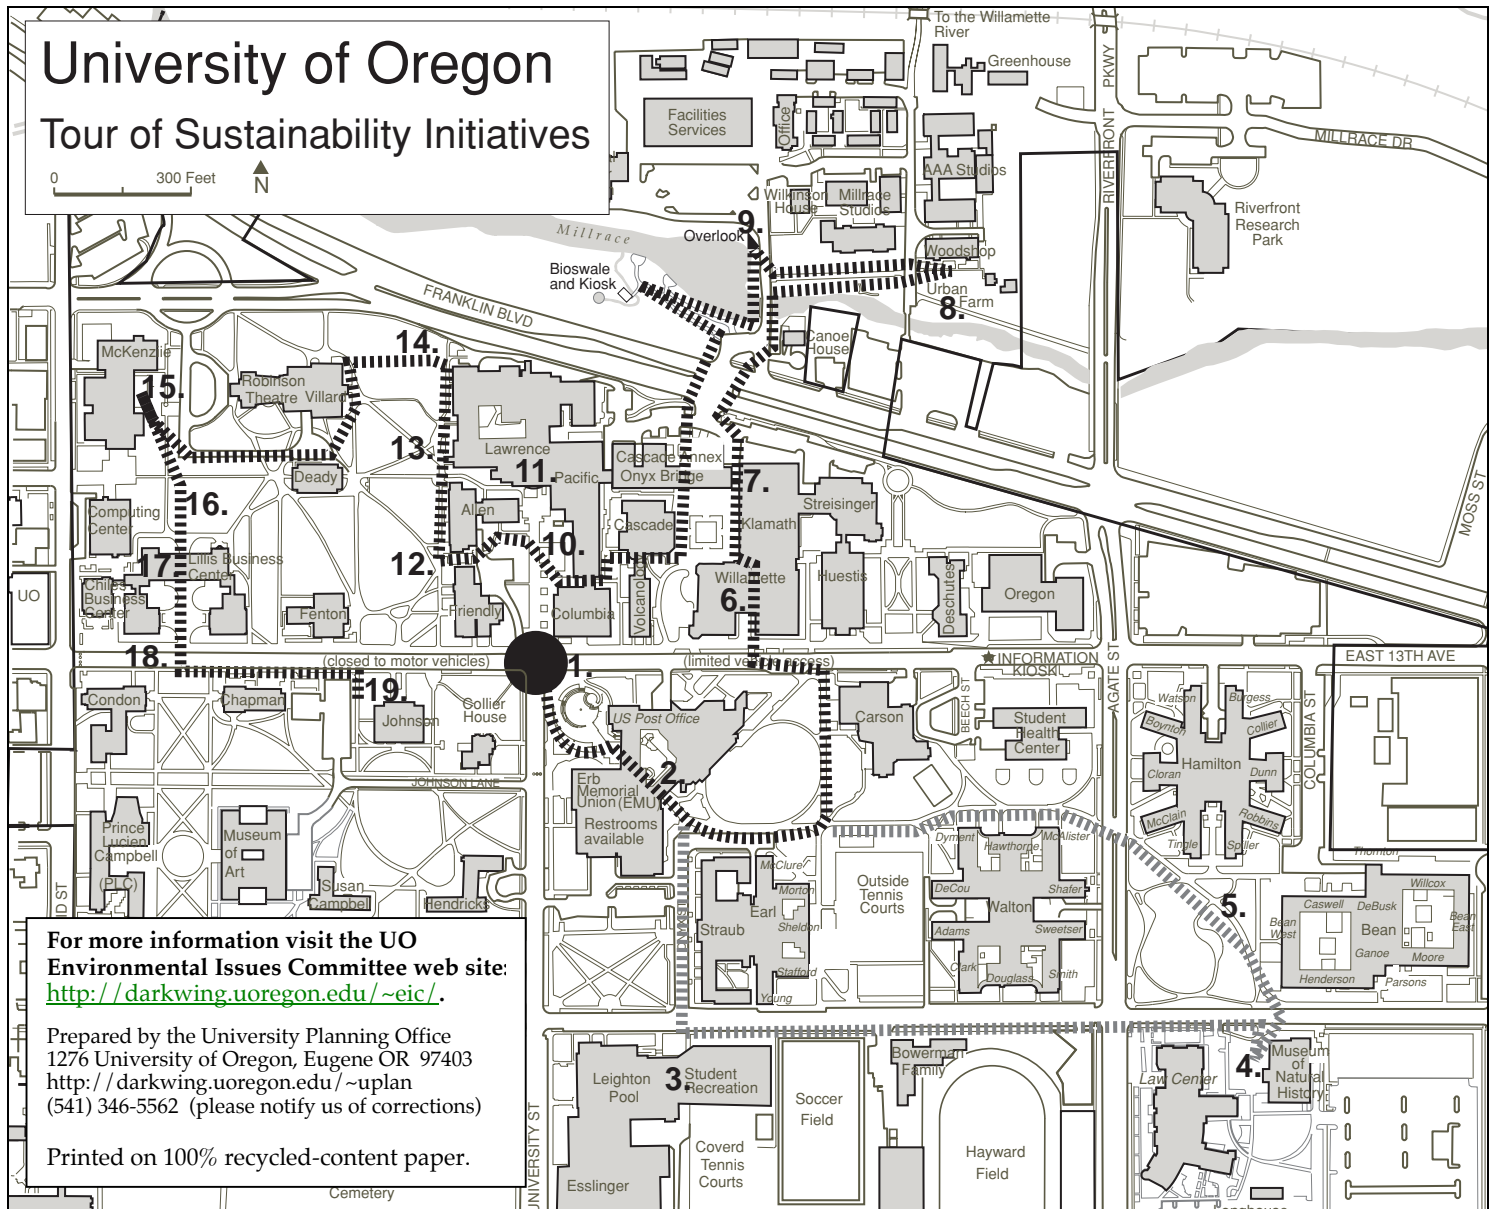 University of Oregon
Tour of Sustainability Initiatives
0 300 Feet
N
To the Willamette
River
Greenhouse
Facilities
Services
Office
AAA Studios
Wilkinson
House
Millrace
Studios
RIVERFRONT PKWY
MILLRACE DR
Riverfront
Research
Park
Millrace
9.
Overlook
Woodshop
Bioswale
and Kiosk
Urban
Farm
8.
FRANKLIN BLVD
Canoe
House
14.
McKenzie
15.
Robinson
Theatre
Villard
13.
Lawrence
11.
Pacific
Cascade Annex
Onyx Bridge
7.
Deady
Streisinger
MOSS ST
16.
Computing
Center
Allen
Cascade
Klamath
10.
12.
17.
Lillis Business
Center
Chiles
Business
Center
UO
Fenton
Friendly
Columbia
Volcanology
Willamette
6.
Huestis
Deschutes
Oregon
18.
(closed to motor vehicles)
1.
(limited vehicle access)
INFORMATION
KIOSK
EAST 13TH AVE
AGATE ST
19.
Condon
Chapman
Johnson
Collier
House
US Post Office
Carson
BEECH ST
Student
Health
Center
Watson
Burgess
Boynton
Collier
Hamilton
Cloran
Dunn
McClain
Robbins
Tingle
Spiller
COLUMBIA ST
JOHNSON LANE
2.
Erb
Memorial
Union (EMU)
Restrooms
available
Prince
Lucien
Campbell
(PLC)
Museum
of
Art
Susan
Campbel
Hendricks
McClure
Morton
Earl
Sheldon
Straub
Stafford
Young
Outside
Tennis
Courts
Dyment
Hawthorne
McAlister
DeCou
Shafer
Walton
Adams
Sweetser
Clark
Douglass
Smith
Thornton
Willcox
5.
Caswell
DeBusk
Bean
West
Bean
Bean
East
Ganoe
Moore
Henderson
Parsons
ID ST
For more information visit the UO
Environmental Issues Committee web site:
http://darkwing.uoregon.edu/~eic/.
Prepared by the University Planning Office
1276 University of Oregon, Eugene OR 97403
http://darkwing.uoregon.edu/~uplan
(541) 346-5562 (please notify us of corrections)
Printed on 100% recycled-content paper.
Cemetery
UNIVERSITY ST
Leighton
Pool
3.
Student
Recreation
Esslinger
Coverd
Tennis
Courts
Soccer
Field
Bowerman
Family
Hayward
Field
Law Center
4.
Museum
of
Natural
History